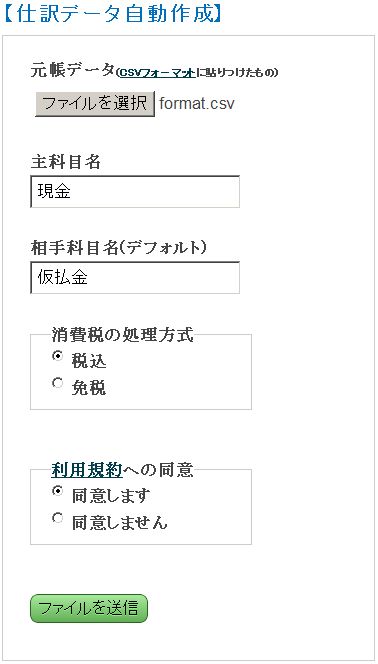 【仕訳データ自動作成】
元帳データ(CSVフォーマットに貼りつけたもの)
ファイルを選択 format.csv
主科目名
現金
相手科目名(デフォルト)
仮払金
消費税の処理方式
税込
免税
利用規約への同意
同意します
同意しません
ファイルを送信